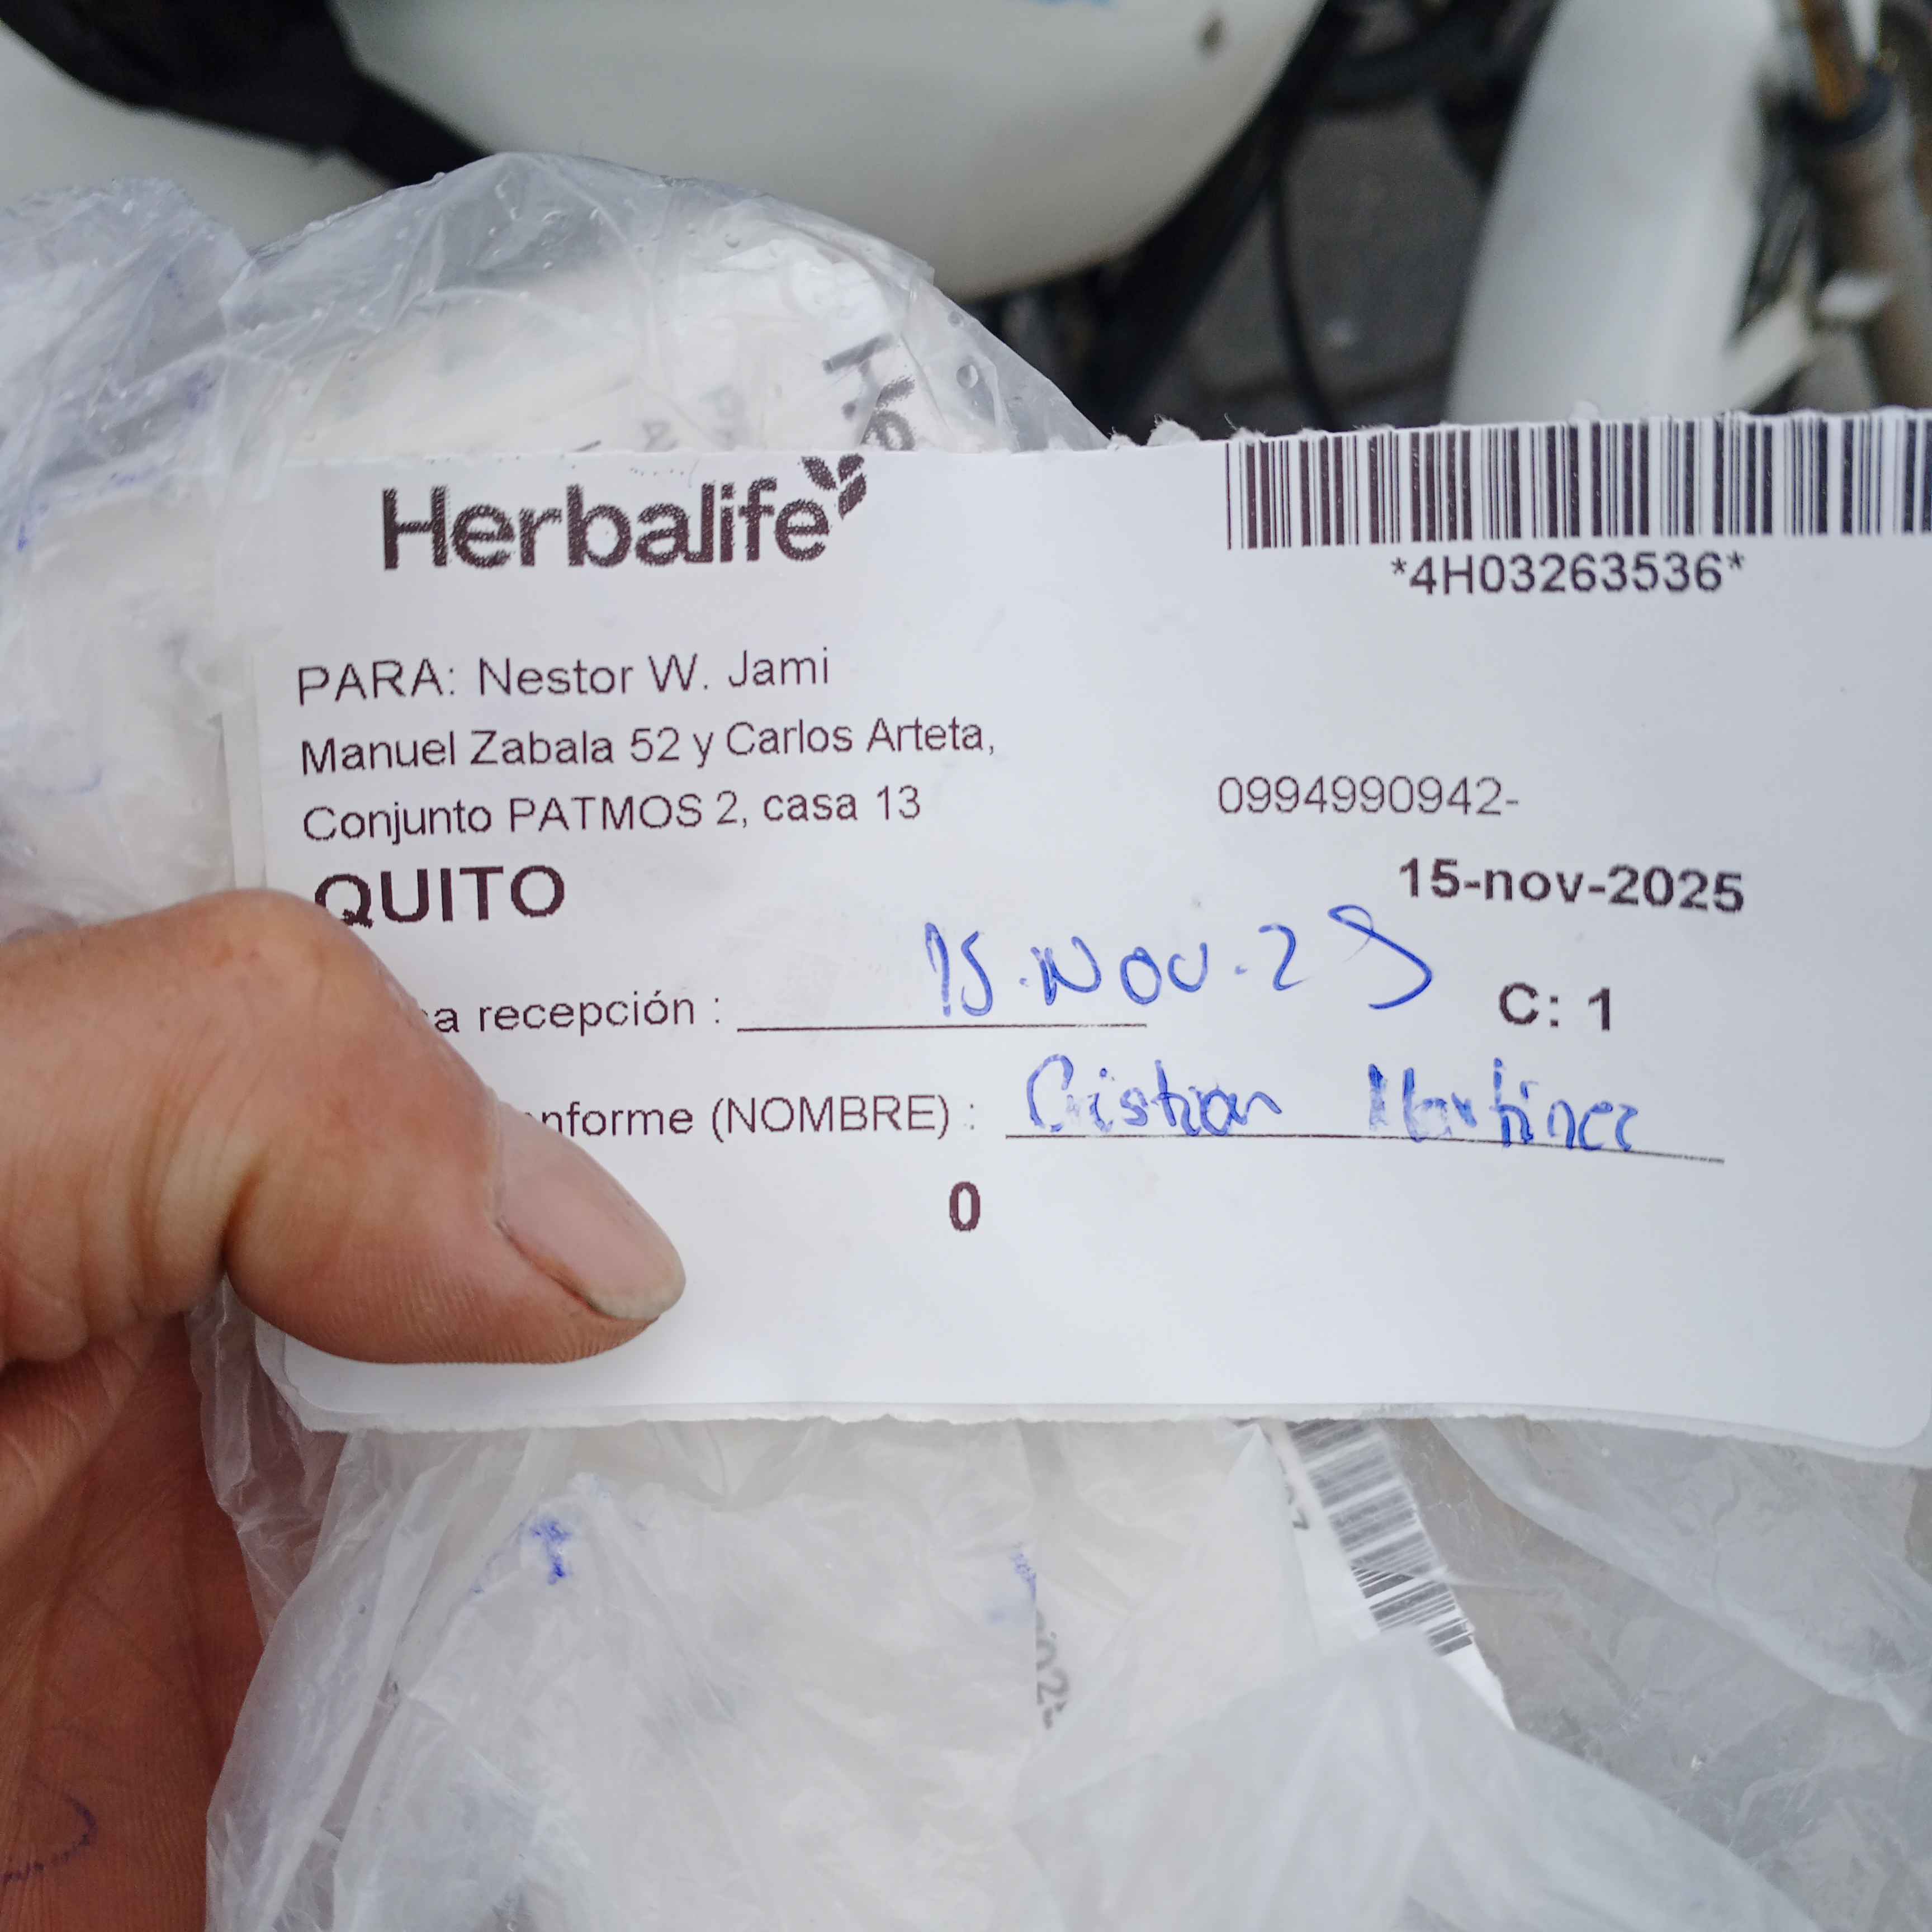 Herbalife
*4H03263536*
PARA: Nestor W. Jami
Manuel Zabala 52 y Carlos Arteta,
Conjunto PATMOS 2, casa 13
0994990942-
QUITO
15-nov-2025
a recepción : 15.NOV.25
C: 1
nforme (NOMBRE) : Cristian Martinez
0